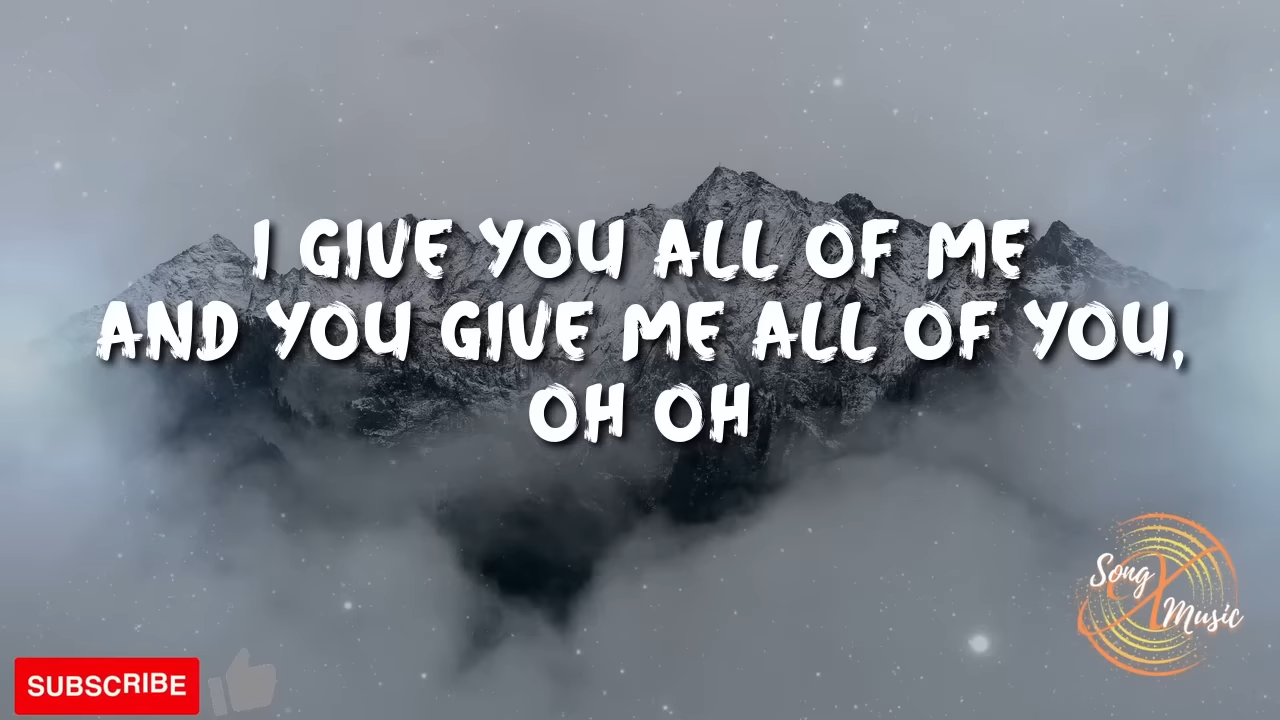 I GIVE YOU ALL OF ME
AND YOU GIVE ME ALL OF YOU,
OH OH
Song X Music
SUBSCRIBE